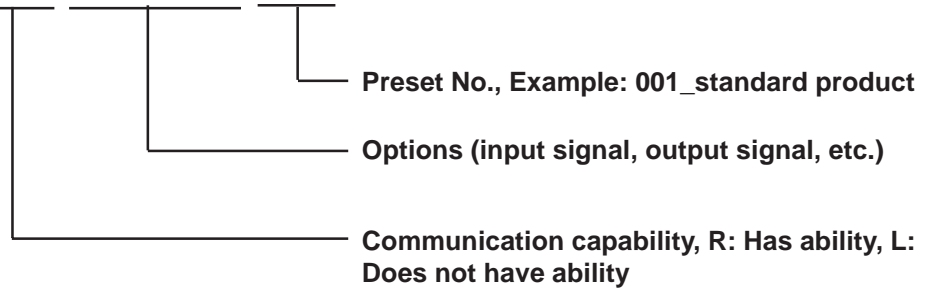 Preset No., Example: 001_standard product
Options (input signal, output signal, etc.)
Communication capability, R: Has ability, L:
Does not have ability